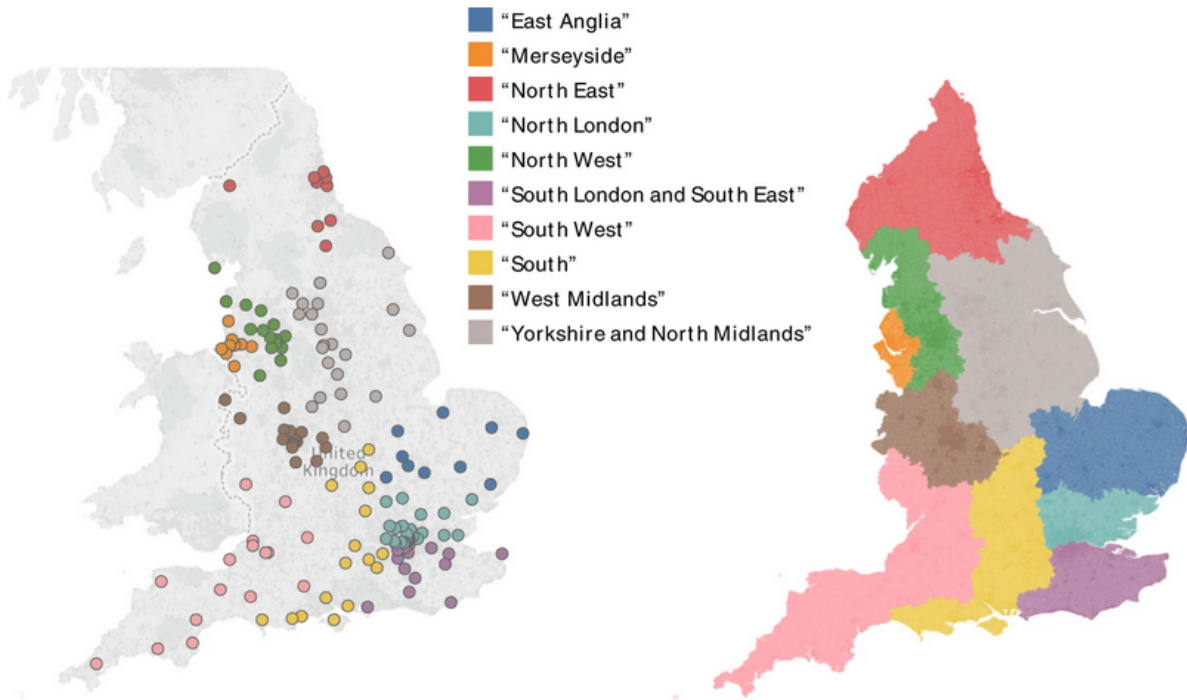 “East Anglia”
“Merseyside”
“North East”
“North London”
“North West”
“South London and South East”
“South West”
“South”
“West Midlands”
“Yorkshire and North Midlands”
United
Kingdom